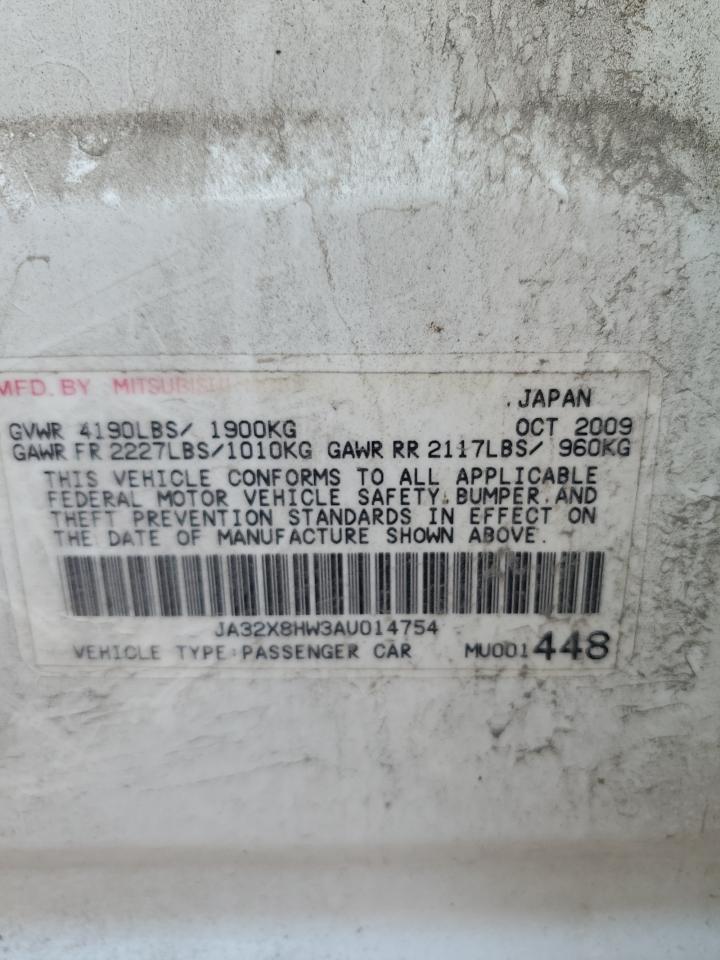 MFD. BY MITSUBISHI
JAPAN
GVWR 4190LBS/ 1900KG OCT 2009
GAWR FR 2227LBS/1010KG GAWR RR 2117LBS/ 960KG
THIS VEHICLE CONFORMS TO ALL APPLICABLE
FEDERAL MOTOR VEHICLE SAFETY, BUMPER AND
THEFT PREVENTION STANDARDS IN EFFECT ON
THE DATE OF MANUFACTURE SHOWN ABOVE.
JA32X8HW3AU014754
VEHICLE TYPE:PASSENGER CAR MU001448